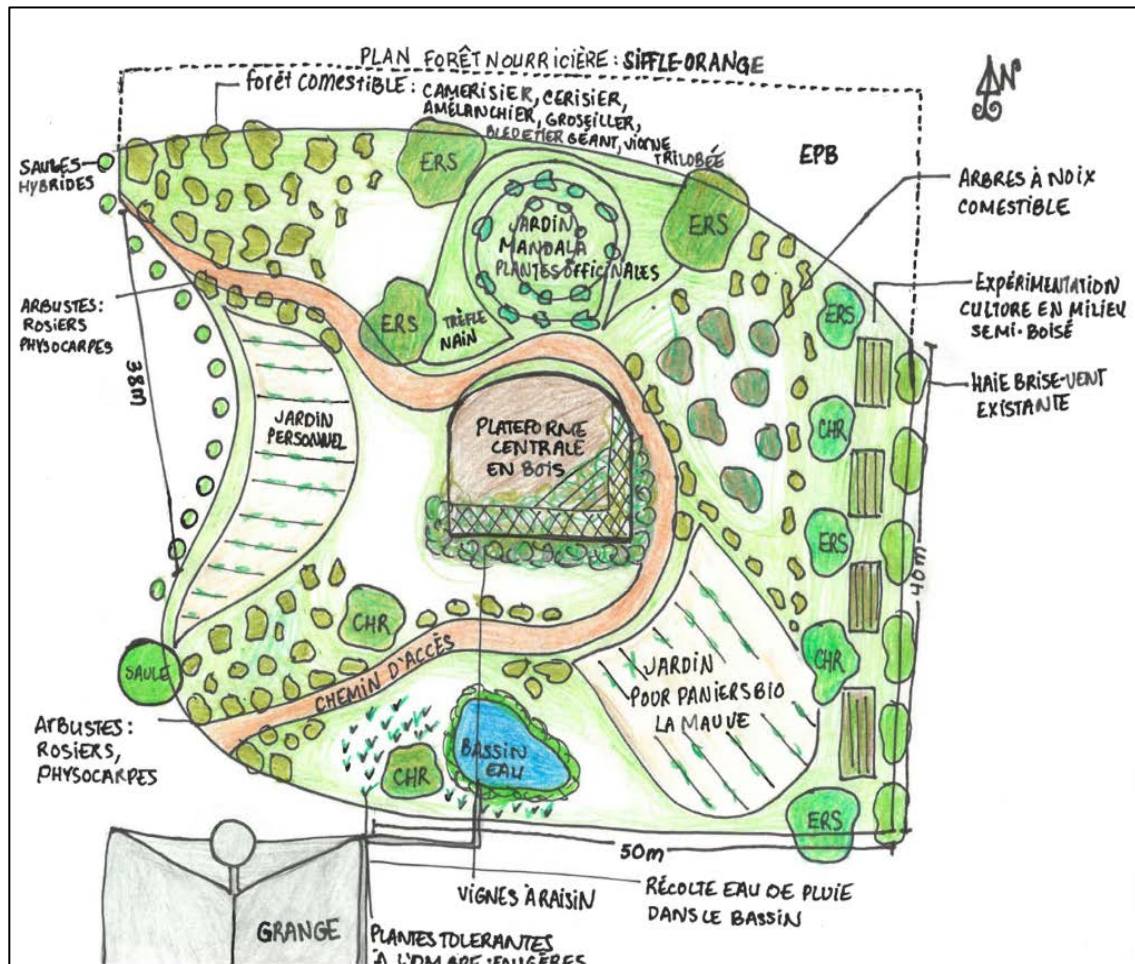 PLAN FORÊT NOURRICIÈRE : SIFFLE-ORANGE
N
forêt comestible : CAMERISIER, CERISIER,
AMÉLANCHIER, GROSEILLER,
GÉANT, VIORNE
TRILOBÉE
SAULES
HYBRIDES
ERS
EPB
ERS
ARBRES À NOIX
COMESTIBLE
JARDIN
MANDALA
PLANTES OFFICINALES
ARBUSTES:
ROSIERS
PHYSOCARPES
ERS
TRÈFLE
NAIN
ERS
EXPÉRIMENTATION
CULTURE EN MILIEU
SEMI-BOISÉ
38m
HAIE BRISE-VENT
EXISTANTE
JARDIN
PERSONNEL
PLATEFORME
CENTRALE
EN BOIS
CHR
ERS
40m
CHR
CHR
SAULE
CHEMIN D'ACCÈS
JARDIN
POUR PANIERS BIO
LA MAUVE
ARBUSTES:
ROSIERS,
PHYSOCARPES
CHR
BASSIN
EAU
ERS
50m
VIGNES À RAISIN
RÉCOLTE EAU DE PLUIE
DANS LE BASSIN
GRANGE
PLANTES TOLERANTES
À L'OMBRE : FOUGÈRES